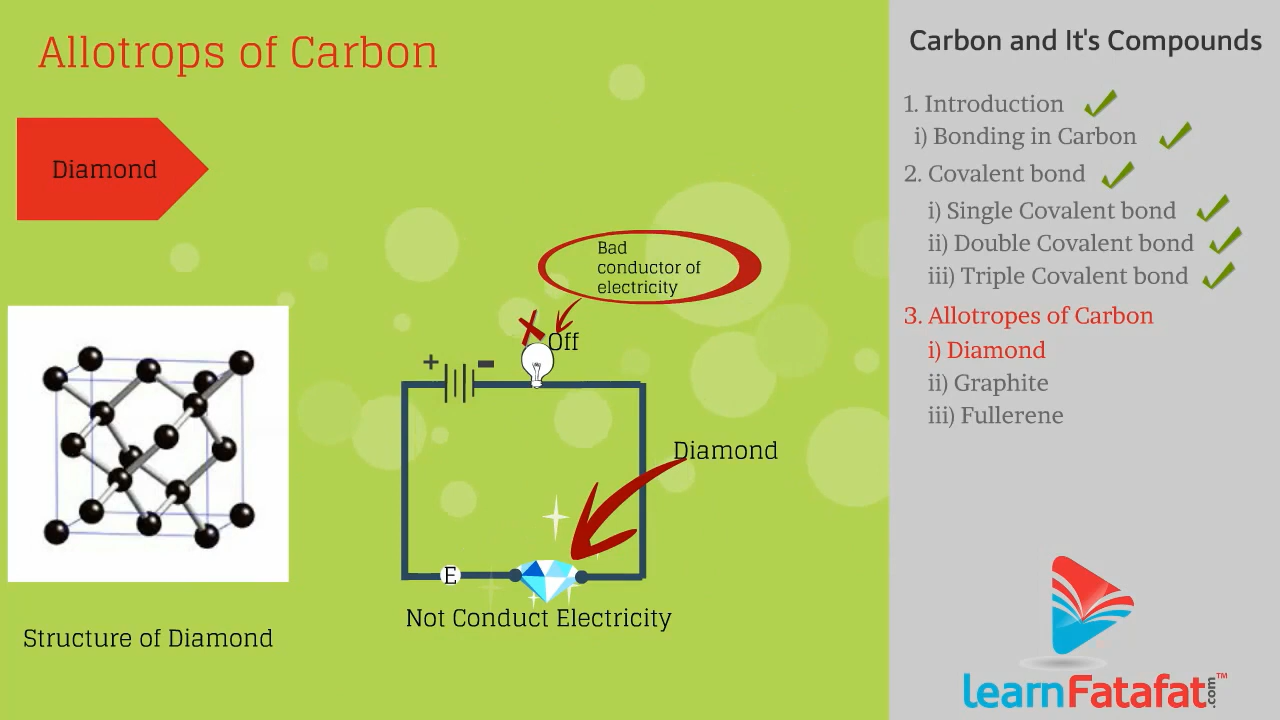 Allotrops of Carbon
Diamond
Bad
conductor of
electricity
Off
+ -
Diamond
E
Not Conduct Electricity
Structure of Diamond
Carbon and It's Compounds
1. Introduction
i) Bonding in Carbon
2. Covalent bond
i) Single Covalent bond
ii) Double Covalent bond
iii) Triple Covalent bond
3. Allotropes of Carbon
i) Diamond
ii) Graphite
iii) Fullerene
learnFatafat.com™